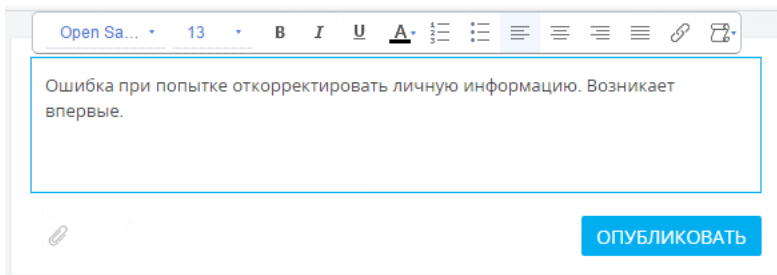 Open Sa... 13 B I U A
Ошибка при попытке откорректировать личную информацию. Возникает
впервые.
ОПУБЛИКОВАТЬ